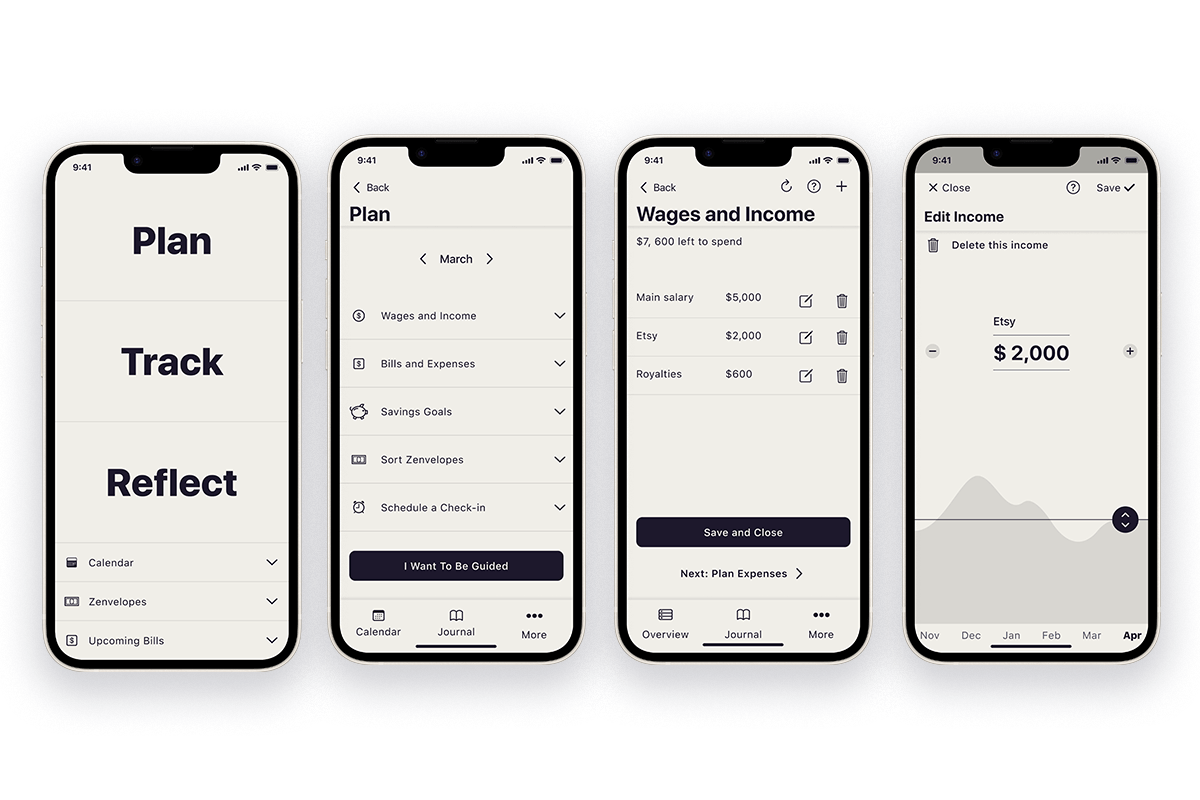 9:41
Plan
Track
Reflect
Calendar
Zenvelopes
Upcoming Bills
9:41
Back
Plan
March
Wages and Income
Bills and Expenses
Savings Goals
Sort Zenvelopes
Schedule a Check-in
I Want To Be Guided
Calendar Journal More
9:41
Back
Wages and Income
$7, 600 left to spend
Main salary $5,000
Etsy $2,000
Royalties $600
Save and Close
Next: Plan Expenses
Overview Journal More
9:41
Close Save
Edit Income
Delete this income
Etsy
$ 2,000
Nov Dec Jan Feb Mar Apr